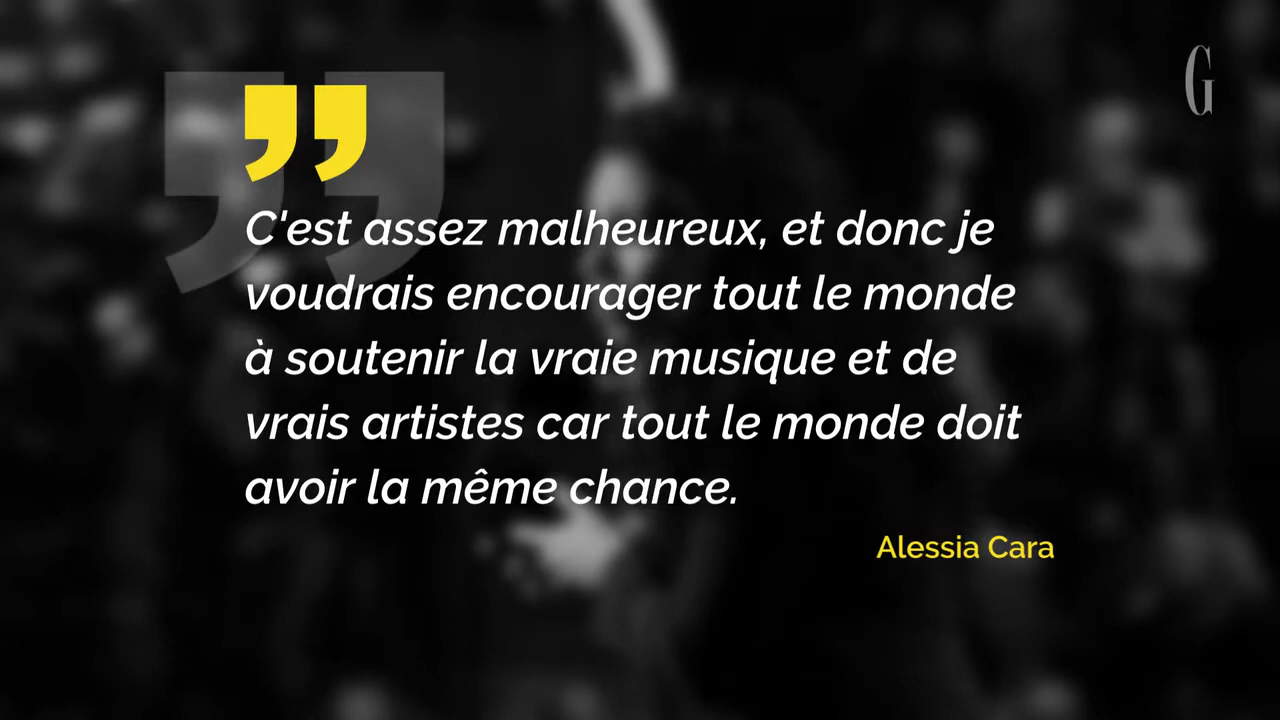 G
C'est assez malheureux, et donc je
voudrais encourager tout le monde
à soutenir la vraie musique et de
vrais artistes car tout le monde doit
avoir la même chance.
Alessia Cara